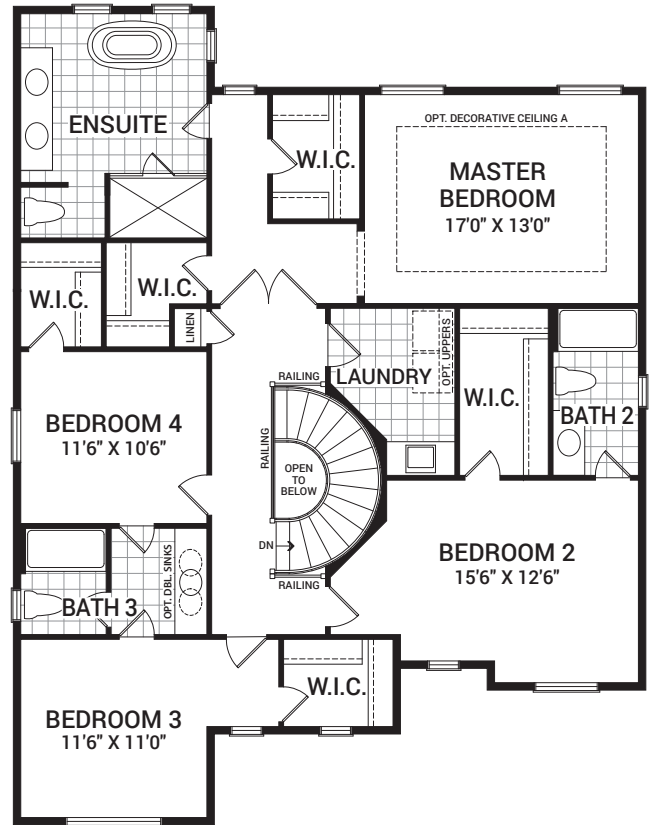 OPT. DECORATIVE CEILING A
ENSUITE
W.I.C.
MASTER
BEDROOM
17'0" X 13'0"
W.I.C.
W.I.C.
LINEN
OPT. UPPERS
RAILING
LAUNDRY
W.I.C.
BATH 2
BEDROOM 4
11'6" X 10'6"
RAILING
OPEN
TO
BELOW
DN
RAILING
BEDROOM 2
15'6" X 12'6"
OPT. DBL. SINKS
BATH 3
W.I.C.
BEDROOM 3
11'6" X 11'0"